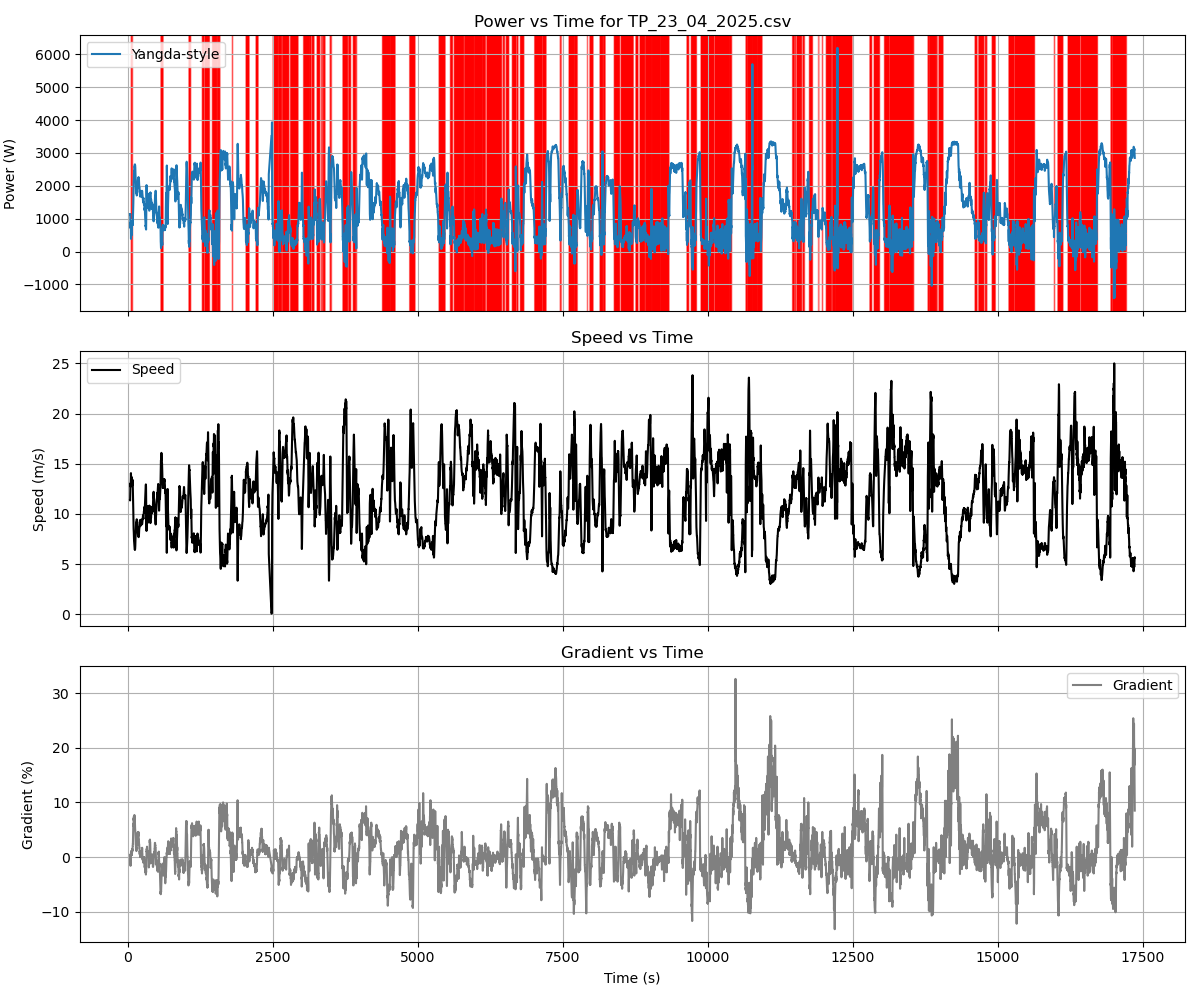 Power vs Time for TP_23_04_2025.csv
Yangda-style
Power (W)
6000
5000
4000
3000
2000
1000
0
−1000
Speed vs Time
Speed
Speed (m/s)
25
20
15
10
5
0
Gradient vs Time
Gradient
Gradient (%)
30
20
10
0
−10
0 2500 5000 7500 10000 12500 15000 17500
Time (s)